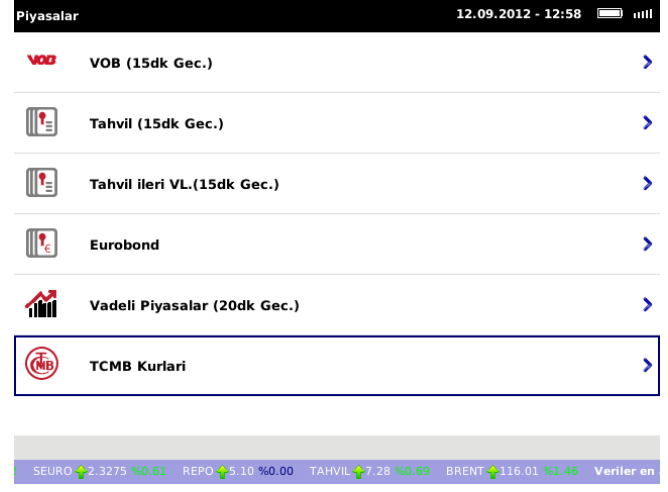 Piyasalar 12.09.2012 - 12:58
VOB VOB (15dk Gec.)
Tahvil (15dk Gec.)
Tahvil ileri VL.(15dk Gec.)
€ Eurobond
Vadeli Piyasalar (20dk Gec.)
TCMB TCMB Kurlari
SEURO 2.3275 %0.61 REPO 5.10 %0.00 TAHVIL 7.28 %0.69 BRENT 116.01 %1.46 Veriler en